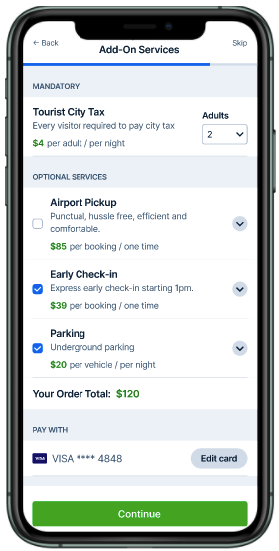 ← Back
Skip
Add-On Services
MANDATORY
Tourist City Tax
Every visitor required to pay city tax
$4 per adult / per night
Adults
2
OPTIONAL SERVICES
Airport Pickup
Punctual, hussle free, efficient and
comfortable.
$85 per booking / one time
Early Check-in
Express early check-in starting 1pm.
$39 per booking / one time
Parking
Underground parking
$20 per vehicle / per night
Your Order Total: $120
PAY WITH
VISA VISA **** 4848
Edit card
Continue